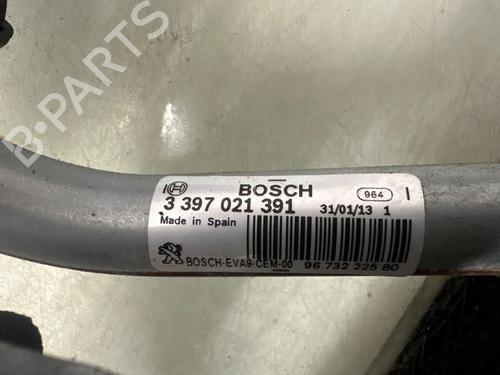 B-PARTS
BOSCH
964
3 397 021 391
31/01/13 1
Made in Spain
BOSCH-EVA9-CEM-00
96 732 225 80